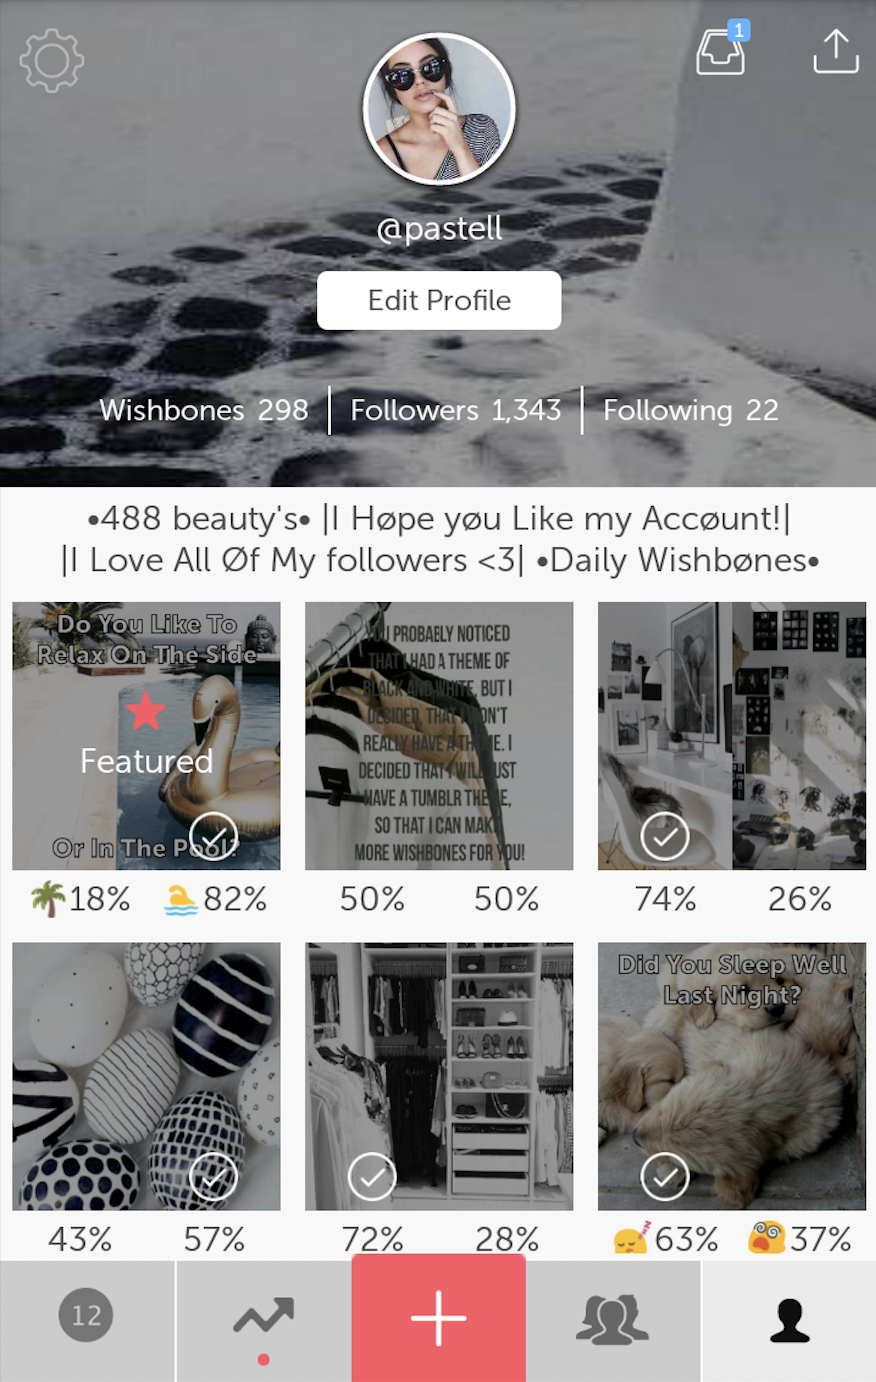 1
@pastell
Edit Profile
Wishbones 298 Followers 1,343 Following 22
•488 beauty's• |I Høpe yøu Like my Accøunt!|
|I Love All Øf My followers <3| •Daily Wishbønes•
Do You Like To
Relax On The Side
Featured
Or In The Pool?
18% 82%
YOU PROBABLY NOTICED
THAT I HAD A THEME OF
BLACK AND WHITE, BUT I
DECIDED, THAT I DON'T
REALLY HAVE A THEME. I
DECIDED THAT I WILL JUST
HAVE A TUMBLR THEME,
SO THAT I CAN MAKE
MORE WISHBONES FOR YOU!
50% 50%
74% 26%
43% 57%
72% 28%
Did You Sleep Well
Last Night?
63% 37%
12